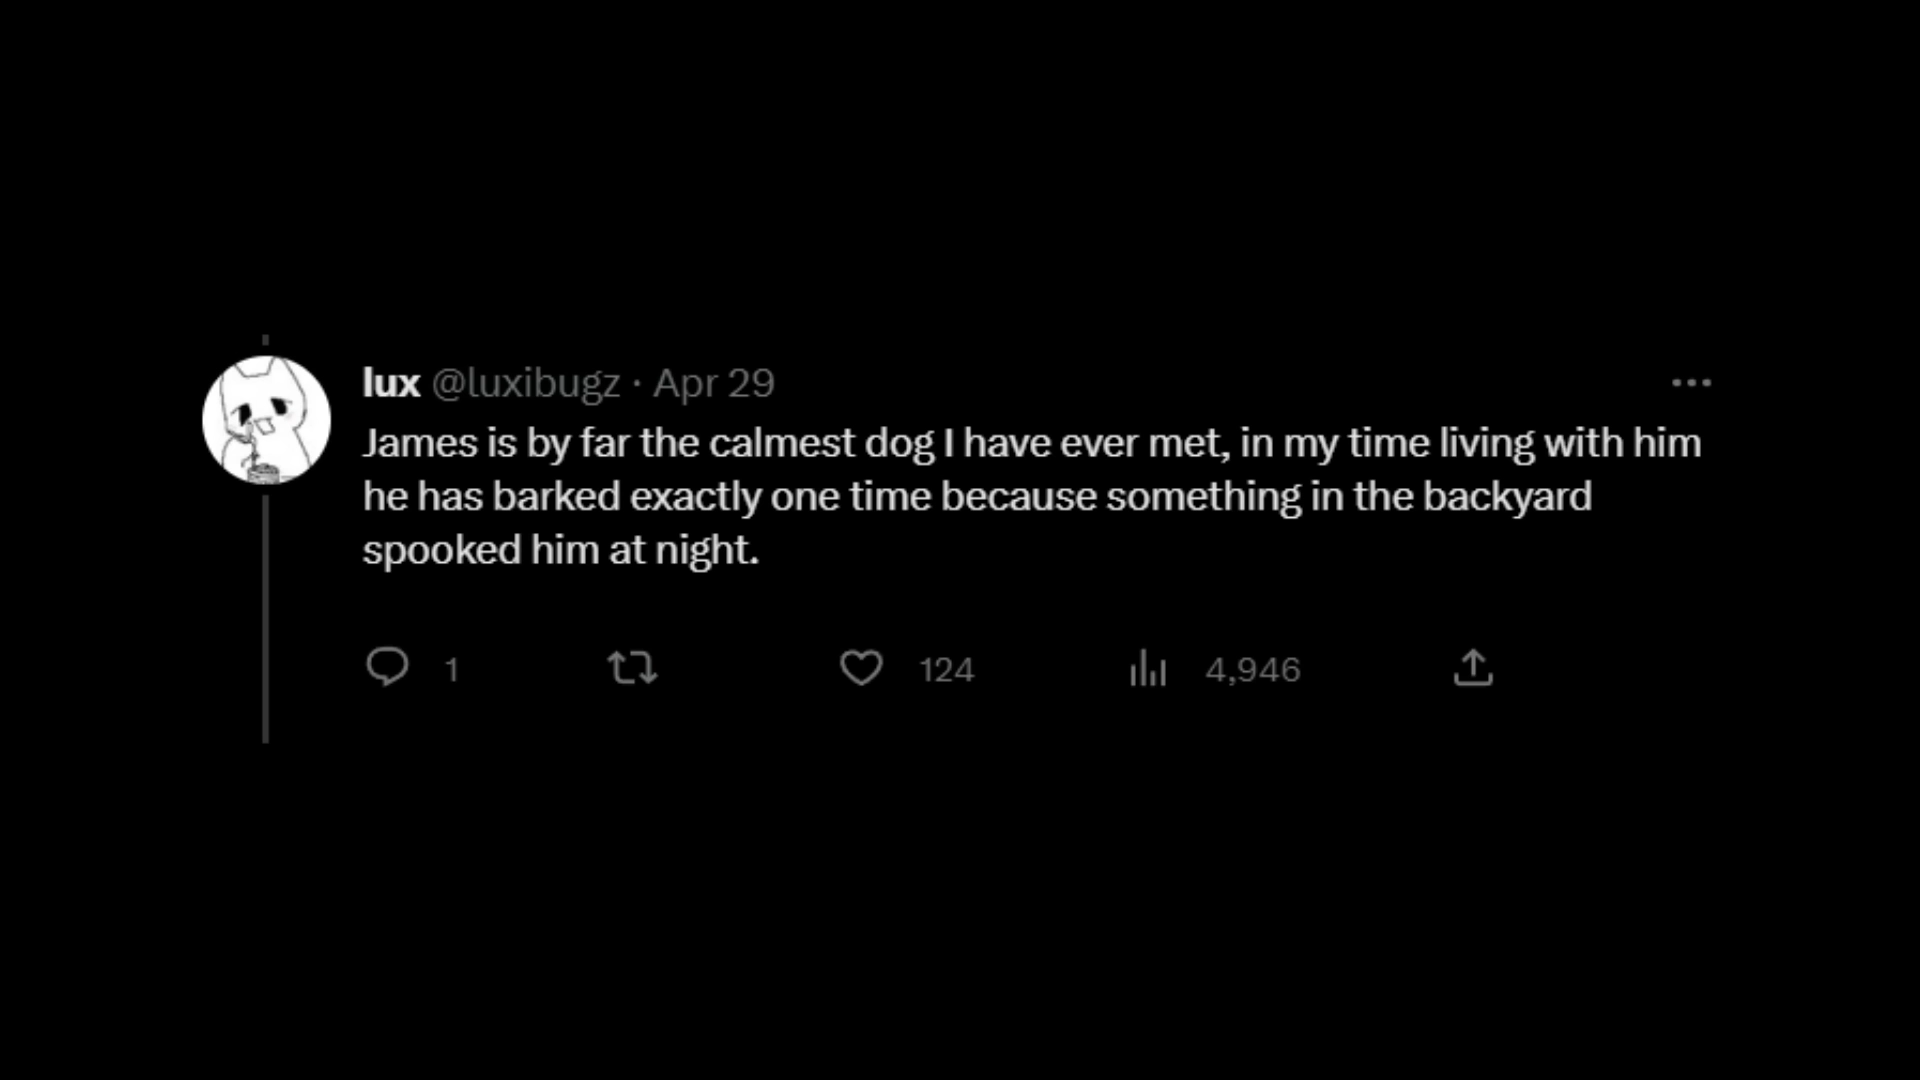 lux @luxibugz · Apr 29
James is by far the calmest dog I have ever met, in my time living with him
he has barked exactly one time because something in the backyard
spooked him at night.
1 124 4,946